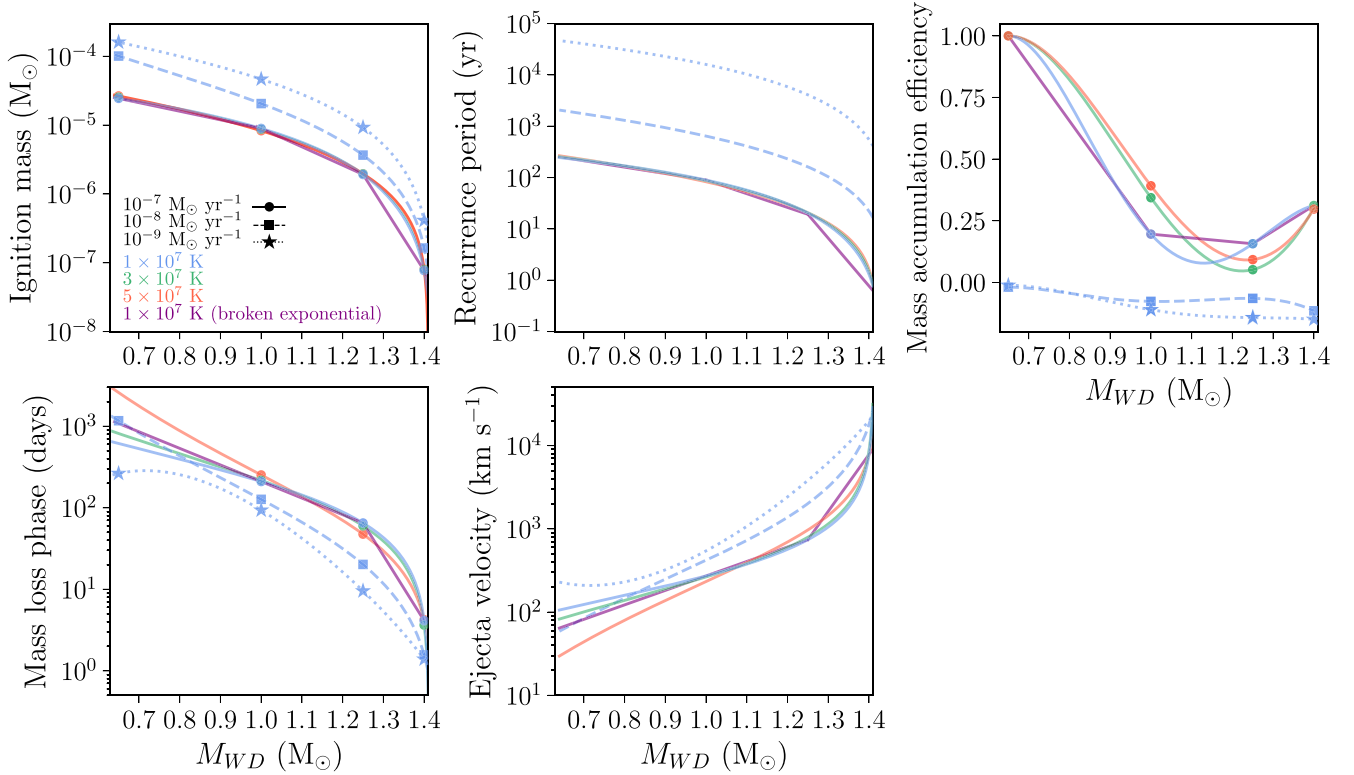 Ignition mass (M⊙)
10⁻⁴
10⁻⁵
10⁻⁶
10⁻⁷
10⁻⁸
10⁻⁷ M⊙ yr⁻¹
10⁻⁸ M⊙ yr⁻¹
10⁻⁹ M⊙ yr⁻¹
1 × 10⁷ K
3 × 10⁷ K
5 × 10⁷ K
1 × 10⁷ K (broken exponential)
0.7 0.8 0.9 1.0 1.1 1.2 1.3 1.4
Recurrence period (yr)
10⁵
10⁴
10³
10²
10¹
10⁰
10⁻¹
0.7 0.8 0.9 1.0 1.1 1.2 1.3 1.4
Mass accumulation efficiency
1.00
0.75
0.50
0.25
0.00
0.7 0.8 0.9 1.0 1.1 1.2 1.3 1.4
M_WD (M⊙)
Mass loss phase (days)
10³
10²
10¹
10⁰
0.7 0.8 0.9 1.0 1.1 1.2 1.3 1.4
M_WD (M⊙)
Ejecta velocity (km s⁻¹)
10⁴
10³
10²
10¹
0.7 0.8 0.9 1.0 1.1 1.2 1.3 1.4
M_WD (M⊙)